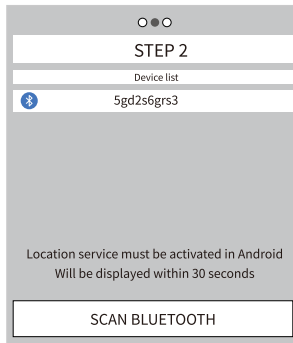 STEP 2
Device list
5gd2s6grs3
Location service must be activated in Android
Will be displayed within 30 seconds
SCAN BLUETOOTH